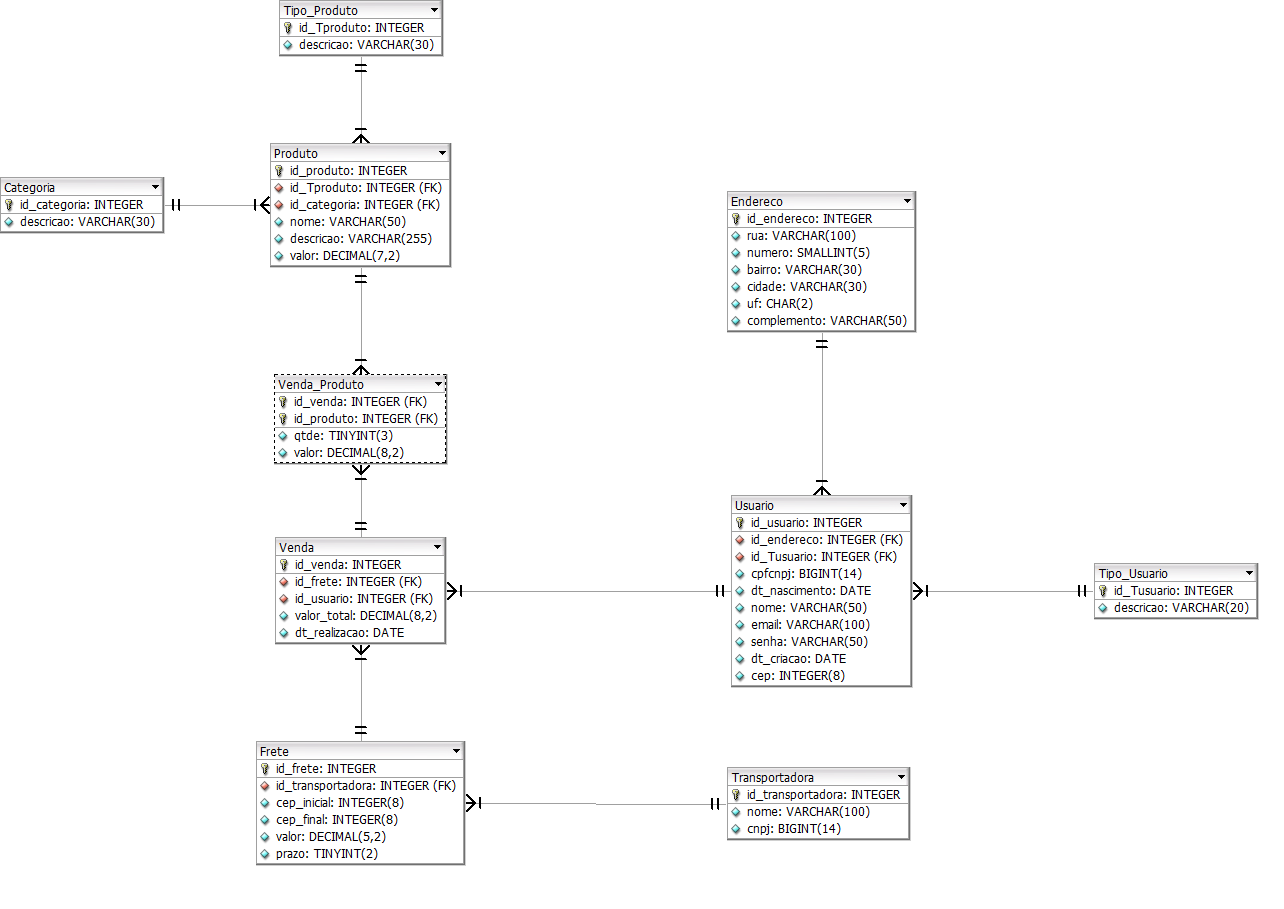 Tipo_Produto
id_Tproduto: INTEGER
descricao: VARCHAR(30)
Produto
id_produto: INTEGER
id_Tproduto: INTEGER (FK)
id_categoria: INTEGER (FK)
nome: VARCHAR(50)
descricao: VARCHAR(255)
valor: DECIMAL(7,2)
Categoria
id_categoria: INTEGER
descricao: VARCHAR(30)
Endereco
id_endereco: INTEGER
rua: VARCHAR(100)
numero: SMALLINT(5)
bairro: VARCHAR(30)
cidade: VARCHAR(30)
uf: CHAR(2)
complemento: VARCHAR(50)
Venda_Produto
id_venda: INTEGER (FK)
id_produto: INTEGER (FK)
qtde: TINYINT(3)
valor: DECIMAL(8,2)
Venda
id_venda: INTEGER
id_frete: INTEGER (FK)
id_usuario: INTEGER (FK)
valor_total: DECIMAL(8,2)
dt_realizacao: DATE
Usuario
id_usuario: INTEGER
id_endereco: INTEGER (FK)
id_Tusuario: INTEGER (FK)
cpfcnpj: BIGINT(14)
dt_nascimento: DATE
nome: VARCHAR(50)
email: VARCHAR(100)
senha: VARCHAR(50)
dt_criacao: DATE
cep: INTEGER(8)
Tipo_Usuario
id_Tusuario: INTEGER
descricao: VARCHAR(20)
Frete
id_frete: INTEGER
id_transportadora: INTEGER (FK)
cep_inicial: INTEGER(8)
cep_final: INTEGER(8)
valor: DECIMAL(5,2)
prazo: TINYINT(2)
Transportadora
id_transportadora: INTEGER
nome: VARCHAR(100)
cnpj: BIGINT(14)